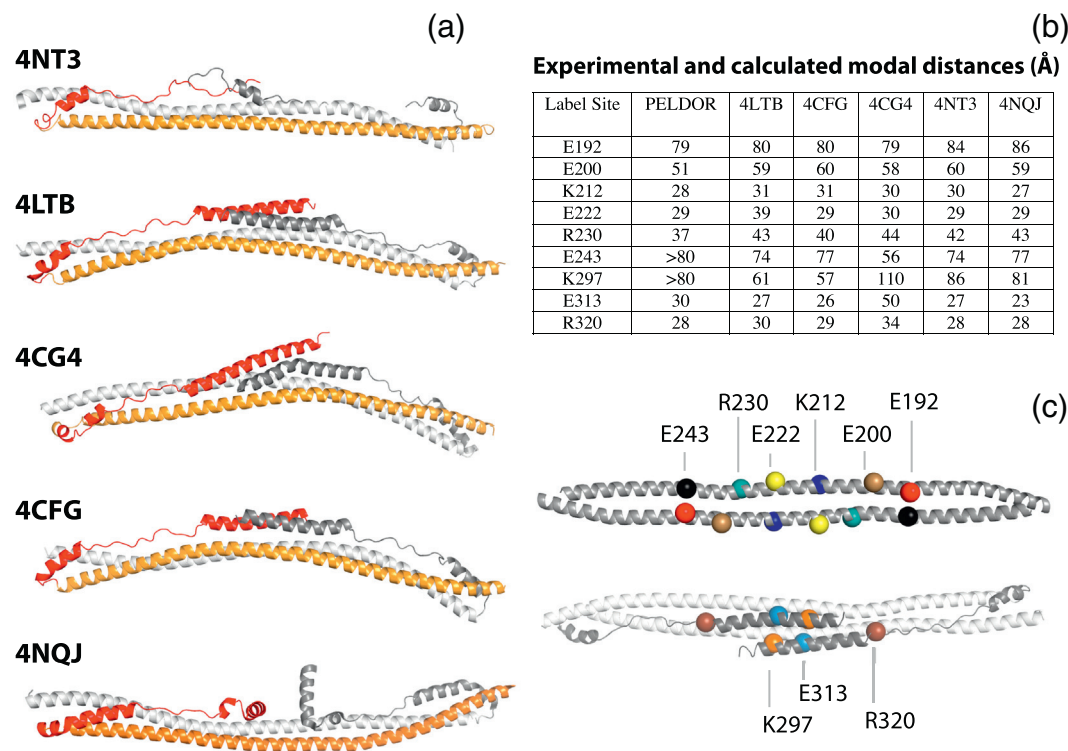 (a)
4NT3
4LTB
4CG4
4CFG
4NQJ
(b)
Experimental and calculated modal distances (Å)
Label Site PELDOR 4LTB 4CFG 4CG4 4NT3 4NQJ
E192 79 80 80 79 84 86
E200 51 59 60 58 60 59
K212 28 31 31 30 30 27
E222 29 39 29 30 29 29
R230 37 43 40 44 42 43
E243 >80 74 77 56 74 77
K297 >80 61 57 110 86 81
E313 30 27 26 50 27 23
R320 28 30 29 34 28 28
(c)
R230 K212 E192
E243 E222 E200
E313
K297 R320